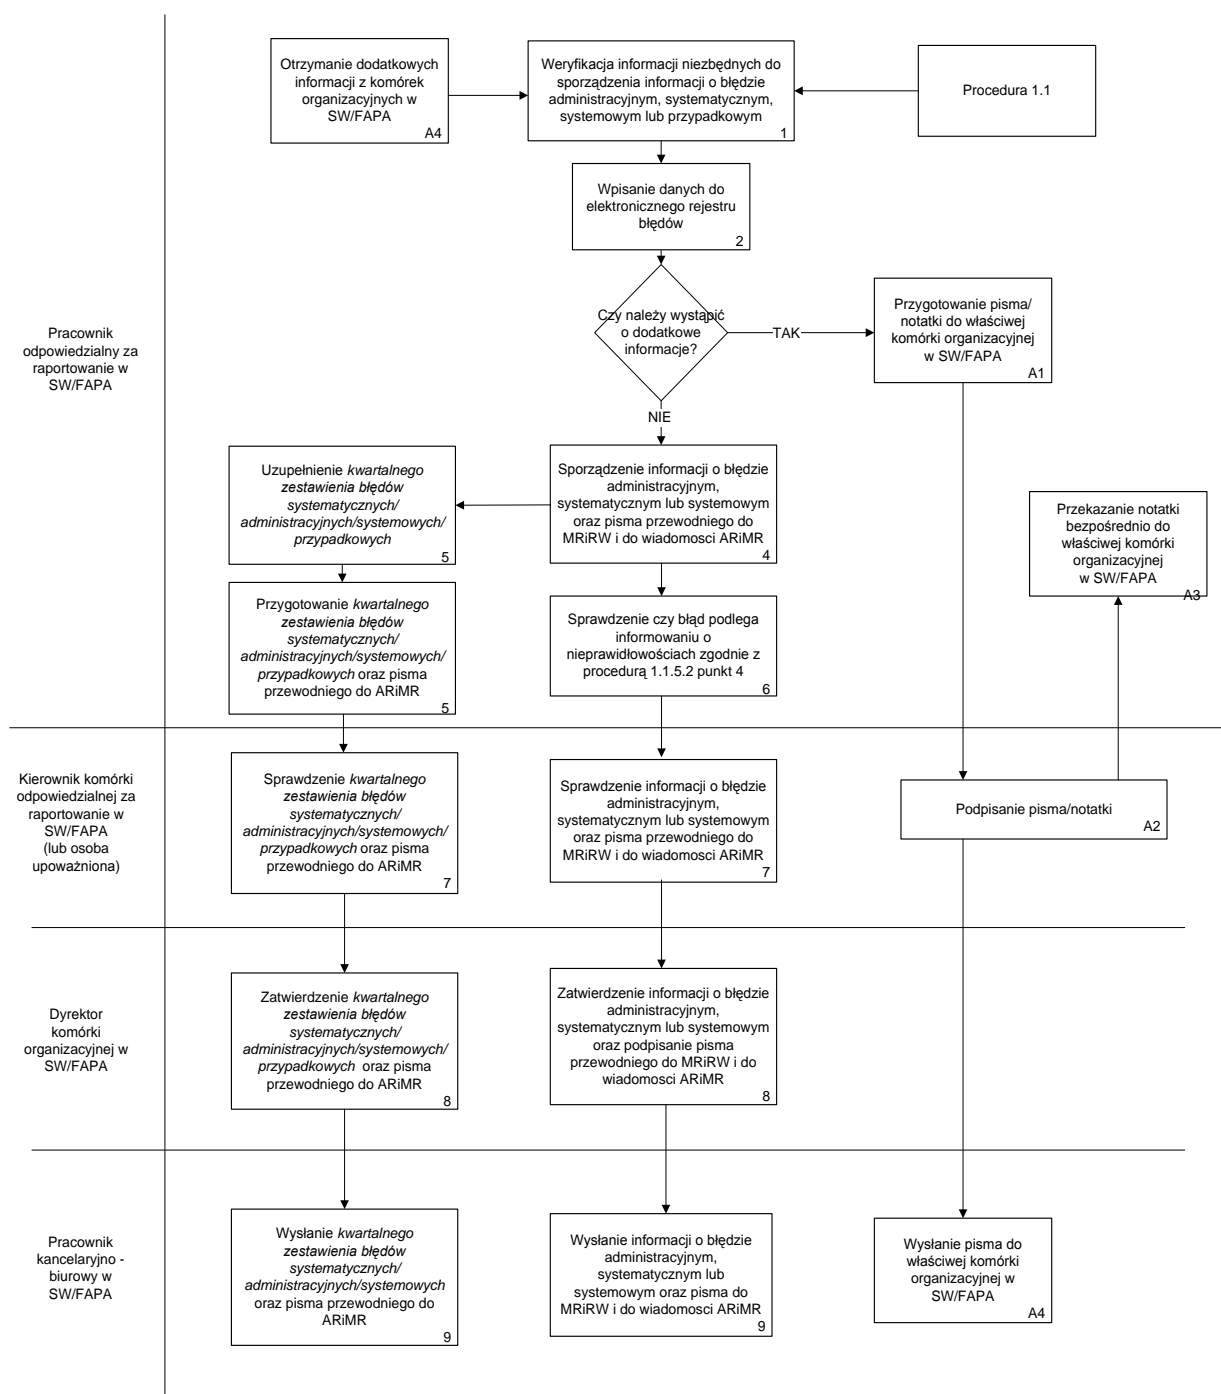 Otrzymanie dodatkowych
informacji z komórek
organizacyjnych w
SW/FAPA
A4
Weryfikacja informacji niezbędnych do
sporządzenia informacji o błędzie
administracyjnym, systematycznym,
systemowym lub przypadkowym
1
Procedura 1.1
Wpisanie danych do
elektronicznego rejestru
błędów
2
Czy należy wystąpić
o dodatkowe
informacje?
TAK
NIE
Przygotowanie pisma/
notatki do właściwej
komórki organizacyjnej
w SW/FAPA
A1
Pracownik
odpowiedzialny za
raportowanie w
SW/FAPA
Uzupełnienie kwartalnego
zestawienia błędów
systematycznych/
administracyjnych/systemowych/
przypadkowych
5
Sporządzenie informacji o błędzie
administracyjnym,
systematycznym lub systemowym
oraz pisma przewodniego do
MRiRW i do wiadomosci ARiMR
4
Przekazanie notatki
bezpośrednio do
właściwej komórki
organizacyjnej
w SW/FAPA
A3
Przygotowanie kwartalnego
zestawienia błędów
systematycznych/
administracyjnych/systemowych/
przypadkowych oraz pisma
przewodniego do ARiMR
5
Sprawdzenie czy błąd podlega
informowaniu o
nieprawidłowościach zgodnie z
procedurą 1.1.5.2 punkt 4
6
Kierownik komórki
odpowiedzialnej za
raportowanie w
SW/FAPA
(lub osoba
upoważniona)
Sprawdzenie kwartalnego
zestawienia błędów
systematycznych/
administracyjnych/systemowych/
przypadkowych oraz pisma
przewodniego do ARiMR
7
Sprawdzenie informacji o błędzie
administracyjnym,
systematycznym lub systemowym
oraz pisma przewodniego do
MRiRW i do wiadomosci ARiMR
7
Podpisanie pisma/notatki
A2
Dyrektor
komórki
organizacyjnej w
SW/FAPA
Zatwierdzenie kwartalnego
zestawienia błędów
systematycznych/
administracyjnych/systemowych/
przypadkowych oraz pisma
przewodniego do ARiMR
8
Zatwierdzenie informacji o błędzie
administracyjnym,
systematycznym lub systemowym
oraz podpisanie pisma
przewodniego do MRiRW i do
wiadomosci ARiMR
8
Pracownik
kancelaryjno -
biurowy w
SW/FAPA
Wysłanie kwartalnego
zestawienia błędów
systematycznych/
administracyjnych/systemowych
oraz pisma przewodniego do
ARiMR
9
Wysłanie informacji o błędzie
administracyjnym,
systematycznym lub
systemowym oraz pisma do
MRiRW i do wiadomosci ARiMR
9
Wysłanie pisma do
właściwej komórki
organizacyjnej w
SW/FAPA
A4